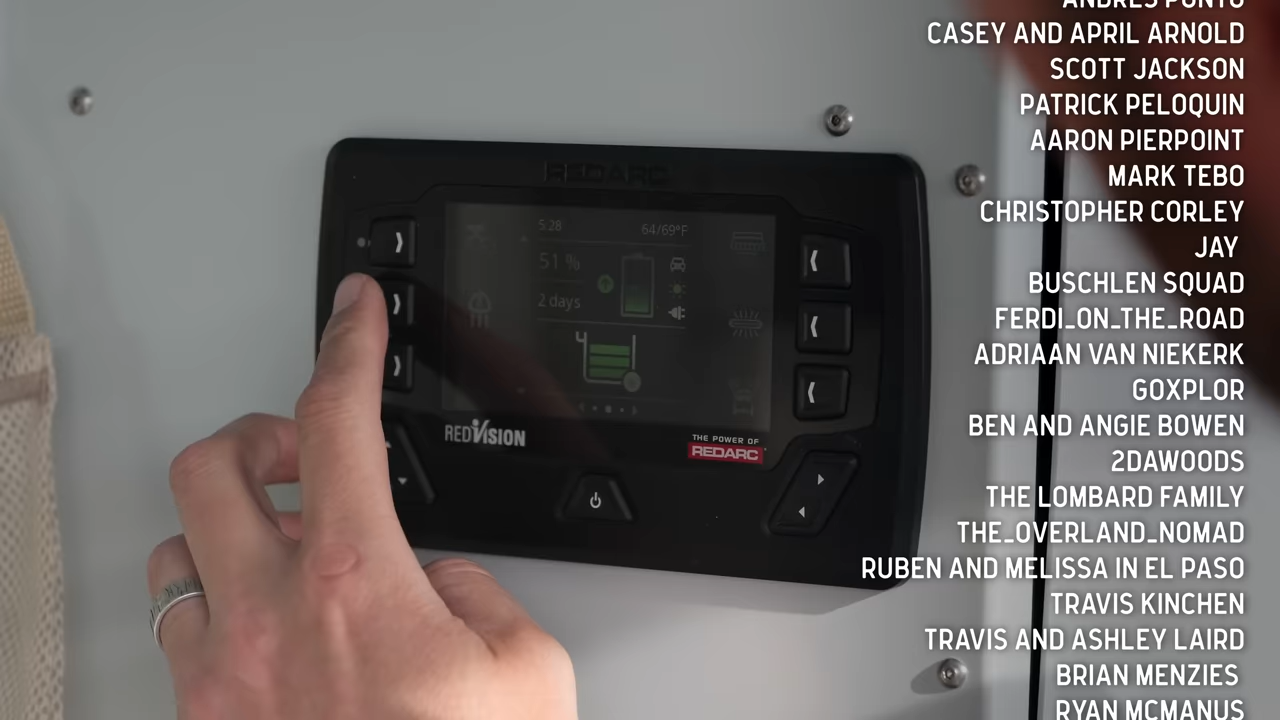 ANDRES PUNTO
CASEY AND APRIL ARNOLD
SCOTT JACKSON
PATRICK PELOQUIN
AARON PIERPOINT
MARK TEBO
CHRISTOPHER CORLEY
JAY
BUSCHLEN SQUAD
FERDI_ON_THE_ROAD
ADRIAAN VAN NIEKERK
GOXPLOR
BEN AND ANGIE BOWEN
2DAWOODS
THE LOMBARD FAMILY
THE_OVERLAND_NOMAD
RUBEN AND MELISSA IN EL PASO
TRAVIS KINCHEN
TRAVIS AND ASHLEY LAIRD
BRIAN MENZIES
RYAN MCMANUS
REDARC
5:28 64/69°F
51 %
2 days
REDVISION
THE POWER OF
REDARC